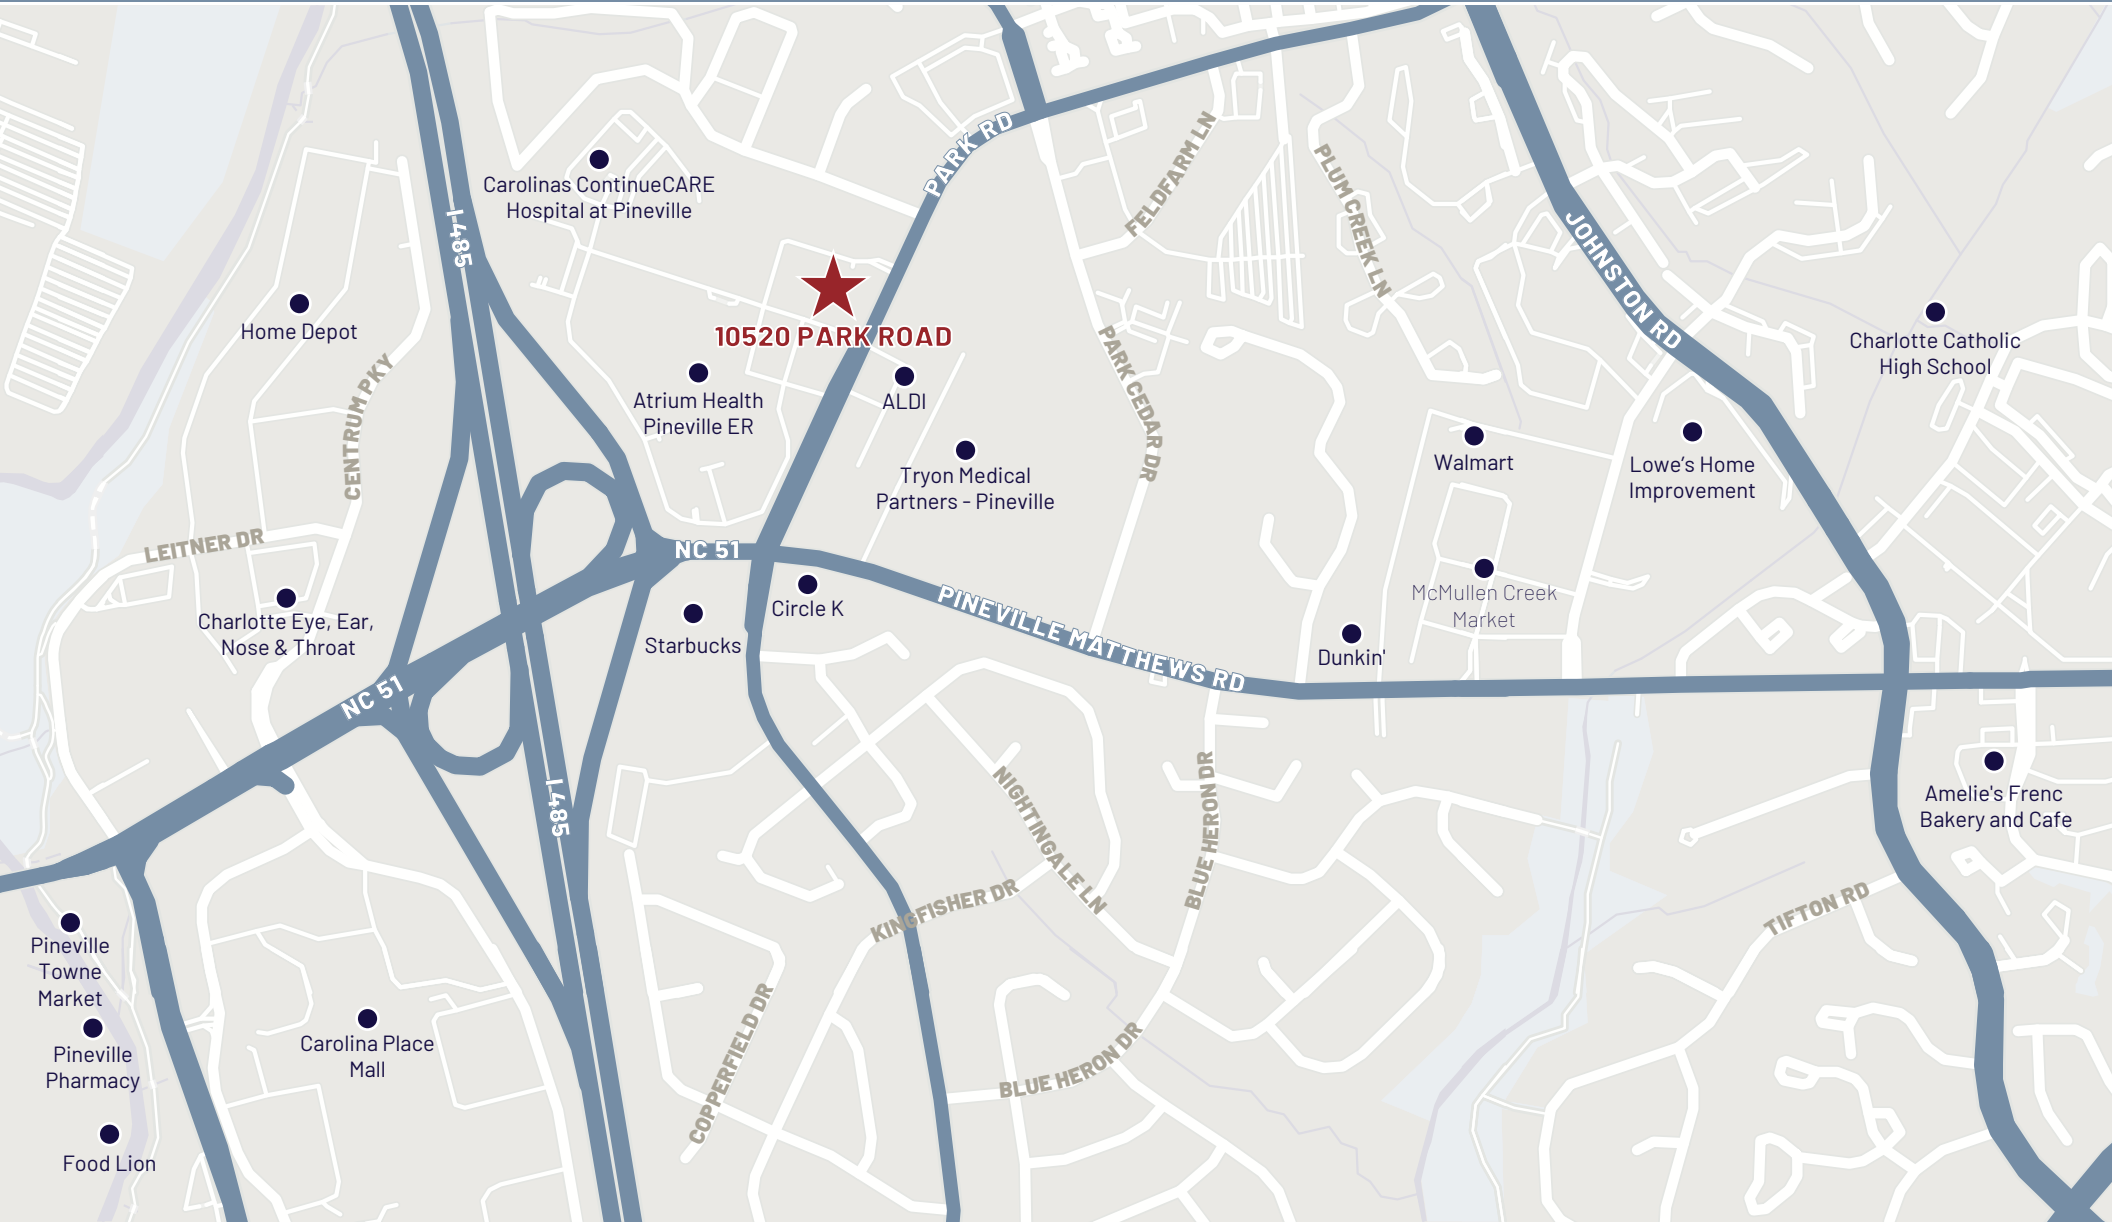 PARK RD
FELDFARM LN
PLUM CREEK LN
Carolinas ContinueCARE
Hospital at Pineville
I-485
JOHNSTON RD
Home Depot
10520 PARK ROAD
Charlotte Catholic
High School
CENTRUM PKY
Atrium Health
Pineville ER
ALDI
PARK CEDAR DR
Tryon Medical
Partners - Pineville
Walmart
Lowe’s Home
Improvement
LEITNER DR
NC 51
Circle K
PINEVILLE MATTHEWS RD
McMullen Creek
Market
Charlotte Eye, Ear,
Nose & Throat
Starbucks
Dunkin'
NC 51
I-485
NIGHTINGALE LN
BLUE HERON DR
Amelie's Frenc
Bakery and Cafe
KINGFISHER DR
TIFTON RD
Pineville
Towne
Market
Carolina Place
Mall
COPPERFIELD DR
BLUE HERON DR
Pineville
Pharmacy
Food Lion